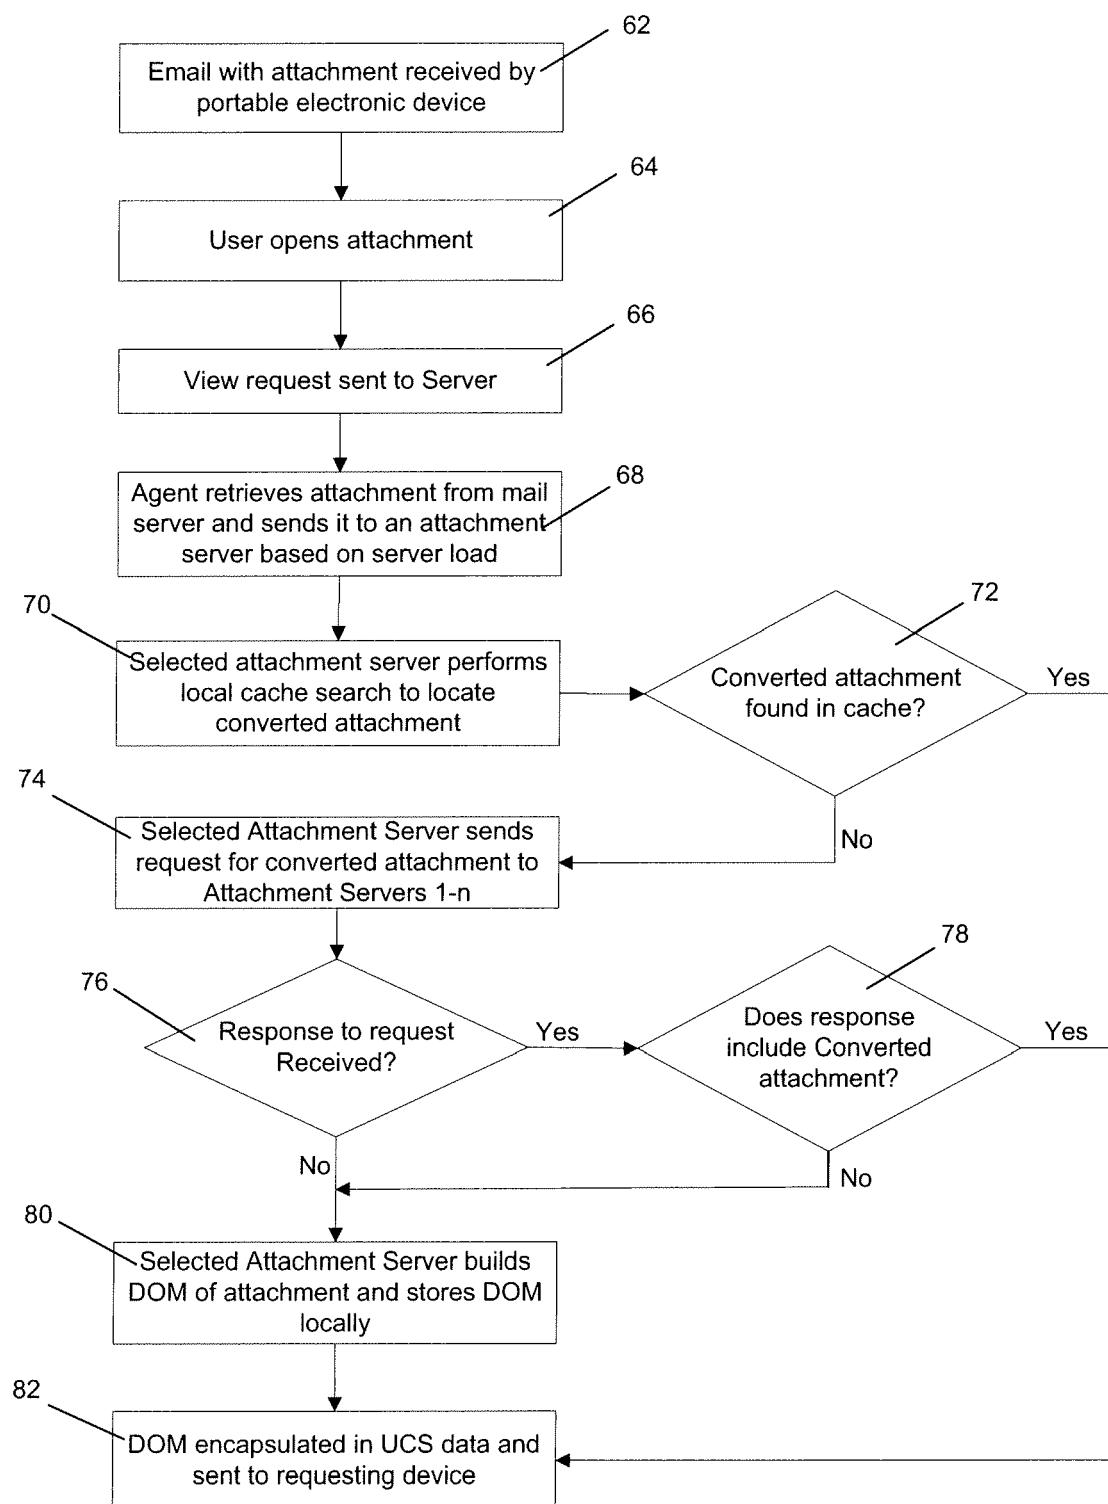 62
Email with attachment received by
portable electronic device
64
User opens attachment
66
View request sent to Server
68
Agent retrieves attachment from mail
server and sends it to an attachment
server based on server load
70
Selected attachment server performs
local cache search to locate
converted attachment
72
Converted attachment
found in cache?
Yes
No
74
Selected Attachment Server sends
request for converted attachment to
Attachment Servers 1-n
76
Response to request
Received?
Yes
No
78
Does response
include Converted
attachment?
Yes
No
80
Selected Attachment Server builds
DOM of attachment and stores DOM
locally
82
DOM encapsulated in UCS data and
sent to requesting device